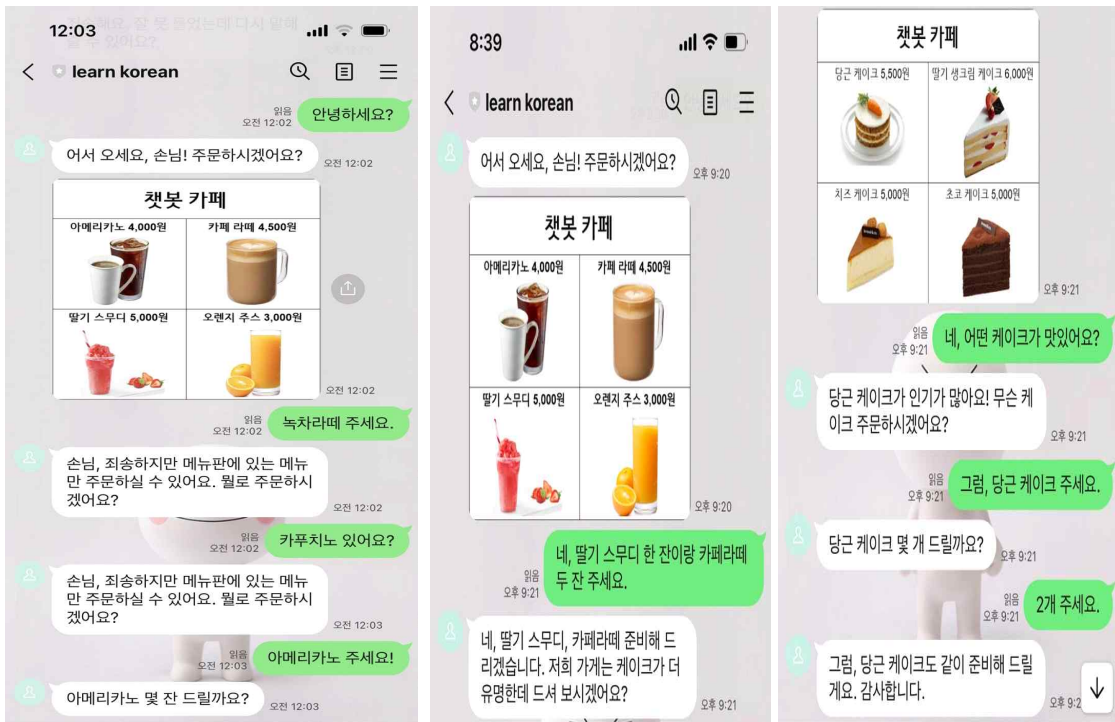 12:03
learn korean
안녕하세요?
읽음
오전 12:02
어서 오세요, 손님! 주문하시겠어요?
오전 12:02
챗봇 카페
아메리카노 4,000원
카페 라떼 4,500원
딸기 스무디 5,000원
오렌지 주스 3,000원
오전 12:02
녹차라떼 주세요.
읽음
오전 12:02
손님, 죄송하지만 메뉴판에 있는 메뉴
만 주문하실 수 있어요. 뭘로 주문하시
겠어요?
오전 12:02
카푸치노 있어요?
읽음
오전 12:02
손님, 죄송하지만 메뉴판에 있는 메뉴
만 주문하실 수 있어요. 뭘로 주문하시
겠어요?
오전 12:03
아메리카노 주세요!
읽음
오전 12:03
아메리카노 몇 잔 드릴까요?
오전 12:03
8:39
learn korean
어서 오세요, 손님! 주문하시겠어요?
오후 9:20
챗봇 카페
아메리카노 4,000원
카페 라떼 4,500원
딸기 스무디 5,000원
오렌지 주스 3,000원
오후 9:20
네, 딸기 스무디 한 잔이랑 카페라떼
두 잔 주세요.
읽음
오후 9:21
네, 딸기 스무디, 카페라떼 준비해 드
리겠습니다. 저희 가게는 케이크가 더
유명한데 드셔 보시겠어요?
오후 9:21
챗봇 카페
당근 케이크 5,500원
딸기 생크림 케이크 6,000원
치즈 케이크 5,000원
초코 케이크 5,000원
오후 9:21
네, 어떤 케이크가 맛있어요?
읽음
오후 9:21
당근 케이크가 인기가 많아요! 무슨 케
이크 주문하시겠어요?
오후 9:21
그럼, 당근 케이크 주세요.
읽음
오후 9:21
당근 케이크 몇 개 드릴까요?
오후 9:21
2개 주세요.
읽음
오후 9:21
그럼, 당근 케이크도 같이 준비해 드릴
게요. 감사합니다.
오후 9:2